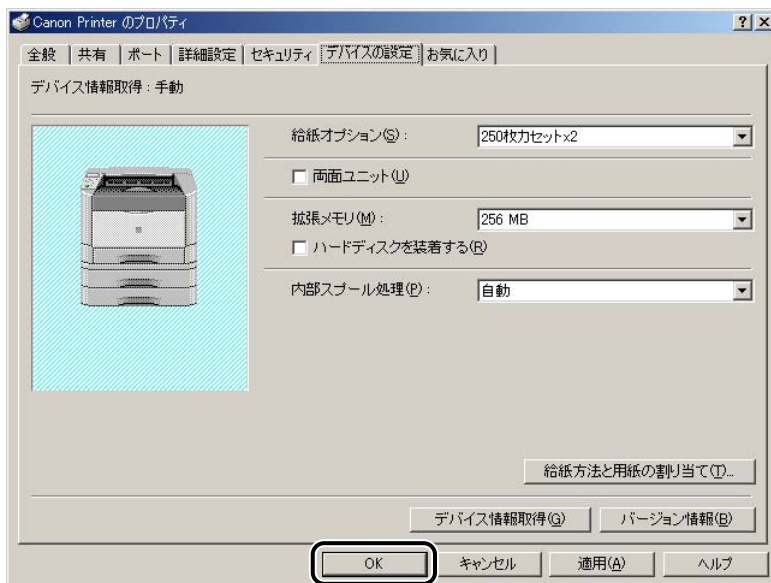 Canon Printer のプロパティ
全般 共有 ポート 詳細設定 セキュリティ デバイスの設定 お気に入り
デバイス情報取得 : 手動
給紙オプション(S) : 250枚カセットx2
両面ユニット(U)
拡張メモリ(M) : 256 MB
ハードディスクを装着する(R)
内部スプール処理(P) : 自動
給紙方法と用紙の割り当て(T)...
デバイス情報取得(G) バージョン情報(B)
OK キャンセル 適用(A) ヘルプ